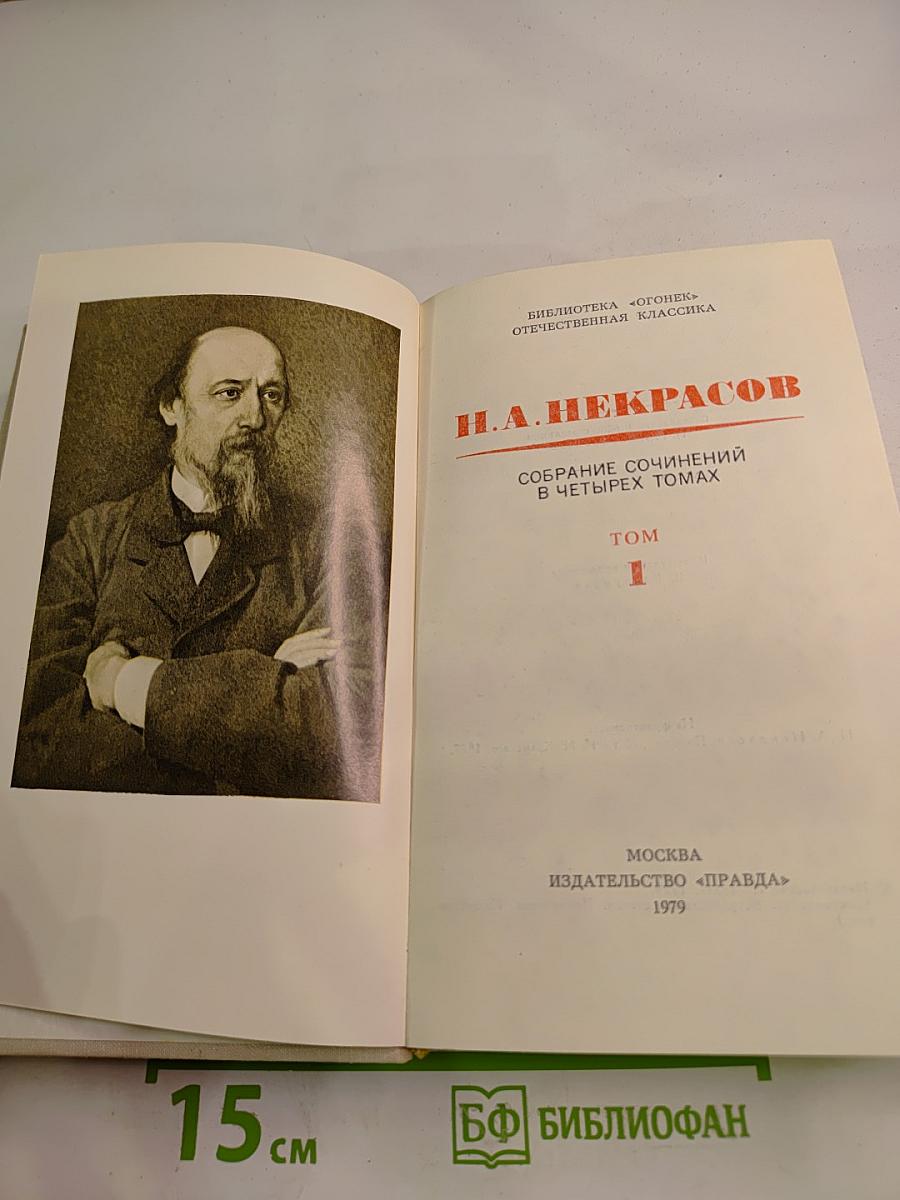 БИБЛИОТЕКА «ОГОНЕК»
ОТЕЧЕСТВЕННАЯ КЛАССИКА
Н. А. НЕКРАСОВ
СОБРАНИЕ СОЧИНЕНИЙ
В ЧЕТЫРЕХ ТОМАХ
ТОМ
1
МОСКВА
ИЗДАТЕЛЬСТВО «ПРАВДА»
1979
15 см
БФ БИБЛИОФАН